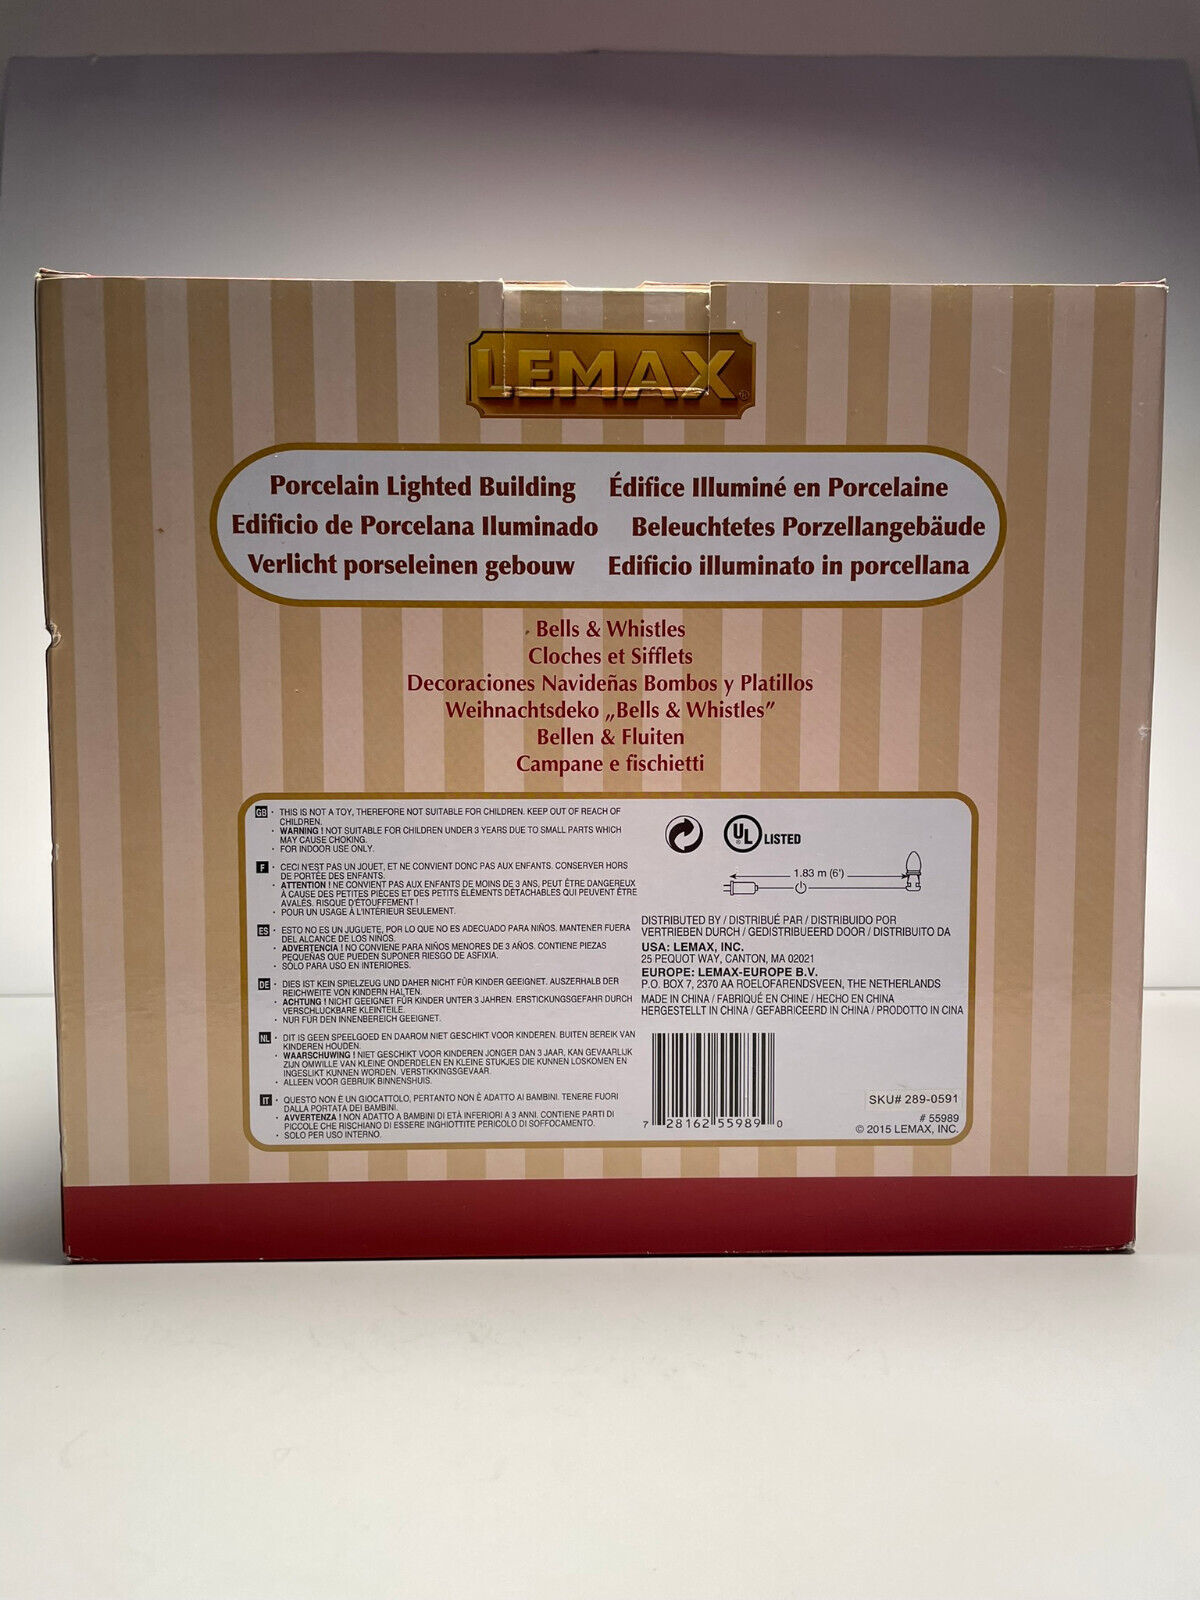 LEMAX®
Porcelain Lighted Building
Édifice Illuminé en Porcelaine
Edificio de Porcelana Iluminado
Beleuchtetes Porzellangebäude
Verlicht porseleinen gebouw
Edificio illuminato in porcellana
Bells & Whistles
Cloches et Sifflets
Decoraciones Navideñas Bombos y Platillos
Weihnachtsdeko „Bells & Whistles”
Bellen & Fluiten
Campane e fischietti
GB · THIS IS NOT A TOY, THEREFORE NOT SUITABLE FOR CHILDREN. KEEP OUT OF REACH OF
CHILDREN.
· WARNING ! NOT SUITABLE FOR CHILDREN UNDER 3 YEARS DUE TO SMALL PARTS WHICH
MAY CAUSE CHOKING.
· FOR INDOOR USE ONLY.
F · CECI N'EST PAS UN JOUET, ET NE CONVIENT DONC PAS AUX ENFANTS. CONSERVER HORS
DE PORTÉE DES ENFANTS.
· ATTENTION ! NE CONVIENT PAS AUX ENFANTS DE MOINS DE 3 ANS, PEUT ÊTRE DANGEREUX
À CAUSE DES PETITES PIÈCES ET DES PETITS ÉLÉMENTS DÉTACHABLES QUI PEUVENT ÊTRE
AVALÉS. RISQUE D'ÉTOUFFEMENT !
· POUR UN USAGE À L'INTÉRIEUR SEULEMENT.
ES · ESTO NO ES UN JUGUETE, POR LO QUE NO ES ADECUADO PARA NIÑOS. MANTENER FUERA
DEL ALCANCE DE LOS NIÑOS.
· ADVERTENCIA ! NO CONVIENE PARA NIÑOS MENORES DE 3 AÑOS. CONTIENE PIEZAS
PEQUEÑAS QUE PUEDEN SUPONER RIESGO DE ASFIXIA.
· SÓLO PARA USO EN INTERIORES.
DE · DIES IST KEIN SPIELZEUG UND DAHER NICHT FÜR KINDER GEEIGNET. AUSZERHALB DER
REICHWEITE VON KINDERN HALTEN.
· ACHTUNG ! NICHT GEEIGNET FÜR KINDER UNTER 3 JAHREN. ERSTICKUNGSGEFAHR DURCH
VERSCHLUCKBARE KLEINTEILE.
· NUR FÜR DEN INNENBEREICH GEEIGNET.
NL · DIT IS GEEN SPEELGOED EN DAAROM NIET GESCHIKT VOOR KINDEREN. BUITEN BEREIK VAN
KINDEREN HOUDEN.
· WAARSCHUWING ! NIET GESCHIKT VOOR KINDEREN JONGER DAN 3 JAAR, KAN GEVAARLIJK
ZIJN OMWILLE VAN KLEINE ONDERDELEN EN KLEINE STUKJES DIE KUNNEN LOSKOMEN EN
INGESLIKT KUNNEN WORDEN. VERSTIKKINGSGEVAAR.
· ALLEEN VOOR GEBRUIK BINNENSHUIS.
IT · QUESTO NON È UN GIOCATTOLO, PERTANTO NON È ADATTO AI BAMBINI. TENERE FUORI
DALLA PORTATA DEI BAMBINI.
· AVVERTENZA ! NON ADATTO A BAMBINI DI ETÀ INFERIORI A 3 ANNI. CONTIENE PARTI DI
PICCOLE CHE RISCHIANO DI ESSERE INGHIOTTITE PERICOLO DI SOFFOCAMENTO.
· SOLO PER USO INTERNO.
UL® LISTED
1.83 m (6')
DISTRIBUTED BY / DISTRIBUÉ PAR / DISTRIBUIDO POR
VERTRIEBEN DURCH / GEDISTRIBUEERD DOOR / DISTRIBUITO DA
USA: LEMAX, INC.
25 PEQUOT WAY, CANTON, MA 02021
EUROPE: LEMAX-EUROPE B.V.
P.O. BOX 7, 2370 AA ROELOFARENDSVEEN, THE NETHERLANDS
MADE IN CHINA / FABRIQUÉ EN CHINE / HECHO EN CHINA
HERGESTELLT IN CHINA / GEFABRICEERD IN CHINA / PRODOTTO IN CINA
7 28162 55989 0
SKU# 289-0591
# 55989
© 2015 LEMAX, INC.